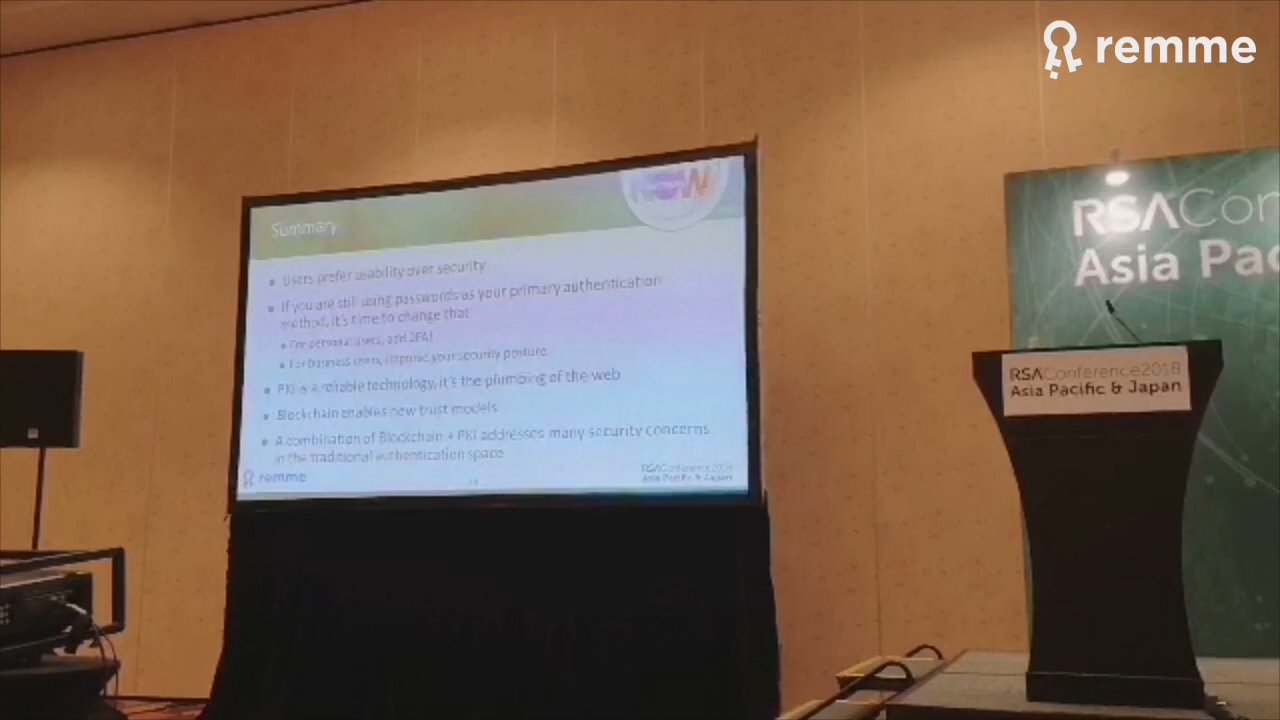 remme
Summary
Users prefer usability over security
If you are still using passwords as your primary authentication
method, it's time to change that
For personal users, add 2FA!
For business users, improve your security posture
PKI is a reliable technology, it's the plumbing of the web
Blockchain enables new trust models
A combination of Blockchain + PKI addresses many security concerns
in the traditional authentication space
remme
RSAConference2018
Asia Pacific & Japan
RSACon
Asia Pac
RSAConference2018
Asia Pacific & Japan